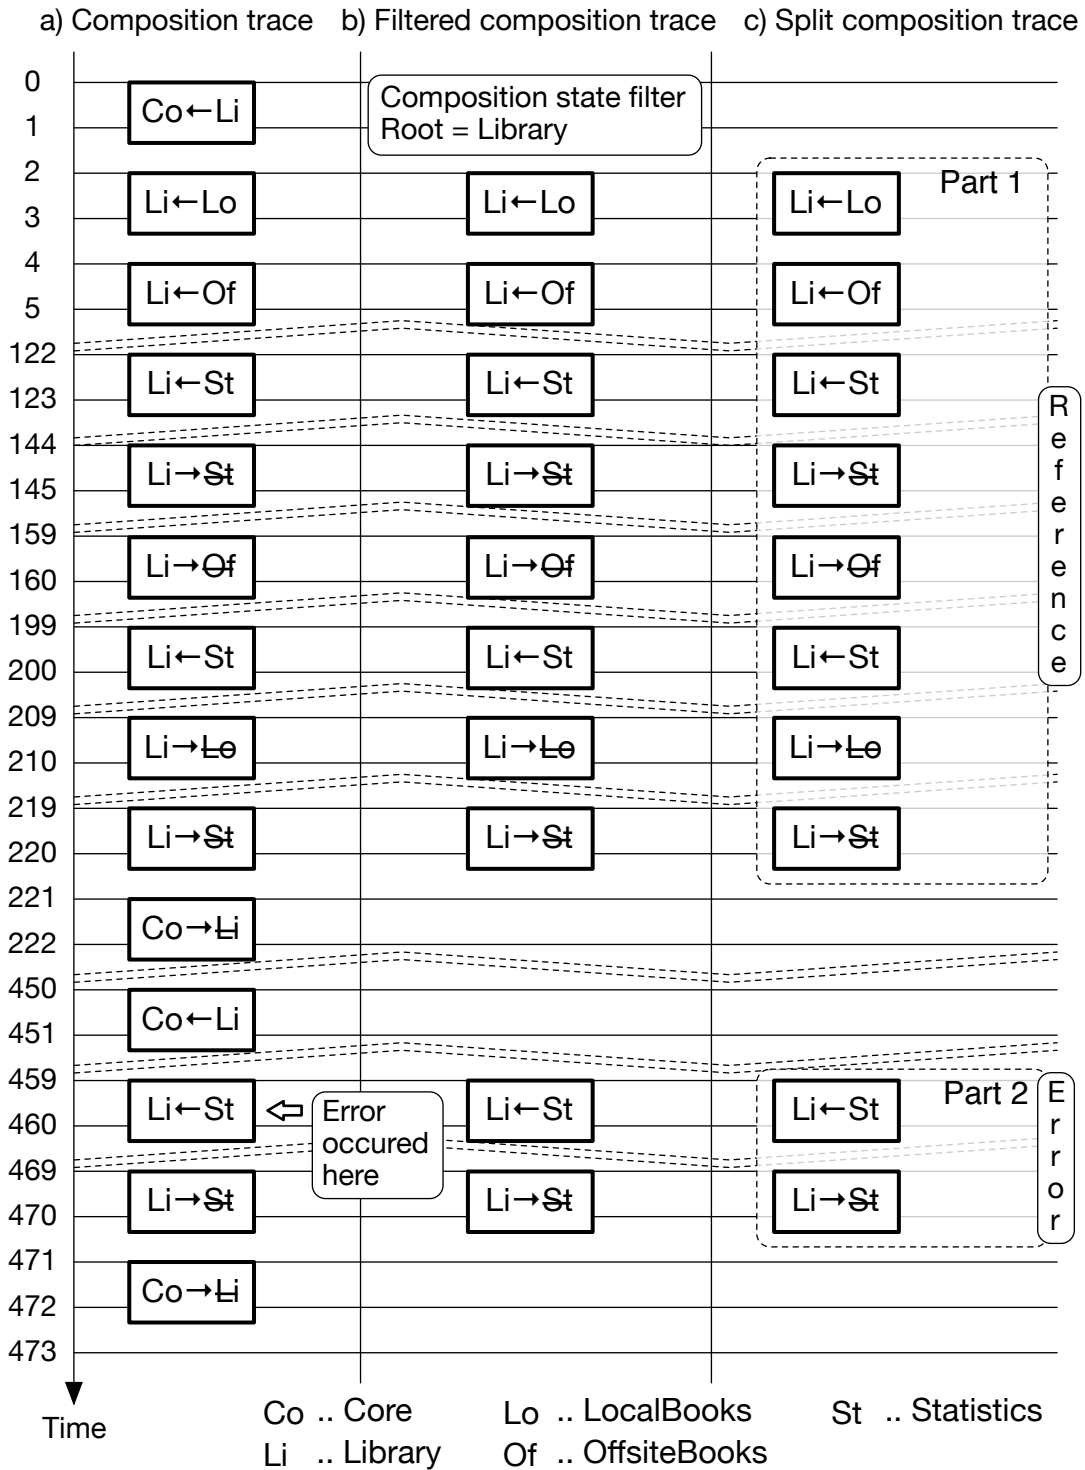 a) Composition trace b) Filtered composition trace c) Split composition trace
0
Co←Li
Composition state filter
Root = Library
1
2
Li←Lo Li←Lo Li←Lo
Part 1
3
4
Li←Of Li←Of Li←Of
5
122
Li←St Li←St Li←St
123
Reference
144
Li→St Li→St Li→St
145
159
Li→Of Li→Of Li→Of
160
199
Li←St Li←St Li←St
200
209
Li→Lo Li→Lo Li→Lo
210
219
Li→St Li→St Li→St
220
221
Co→Li
222
450
Co←Li
451
459
Li←St Li←St Li←St
Part 2
Error
occured
here
460
Error
469
Li→St Li→St Li→St
470
471
Co→Li
472
473
Time
Co .. Core Lo .. LocalBooks St .. Statistics
Li .. Library Of .. OffsiteBooks